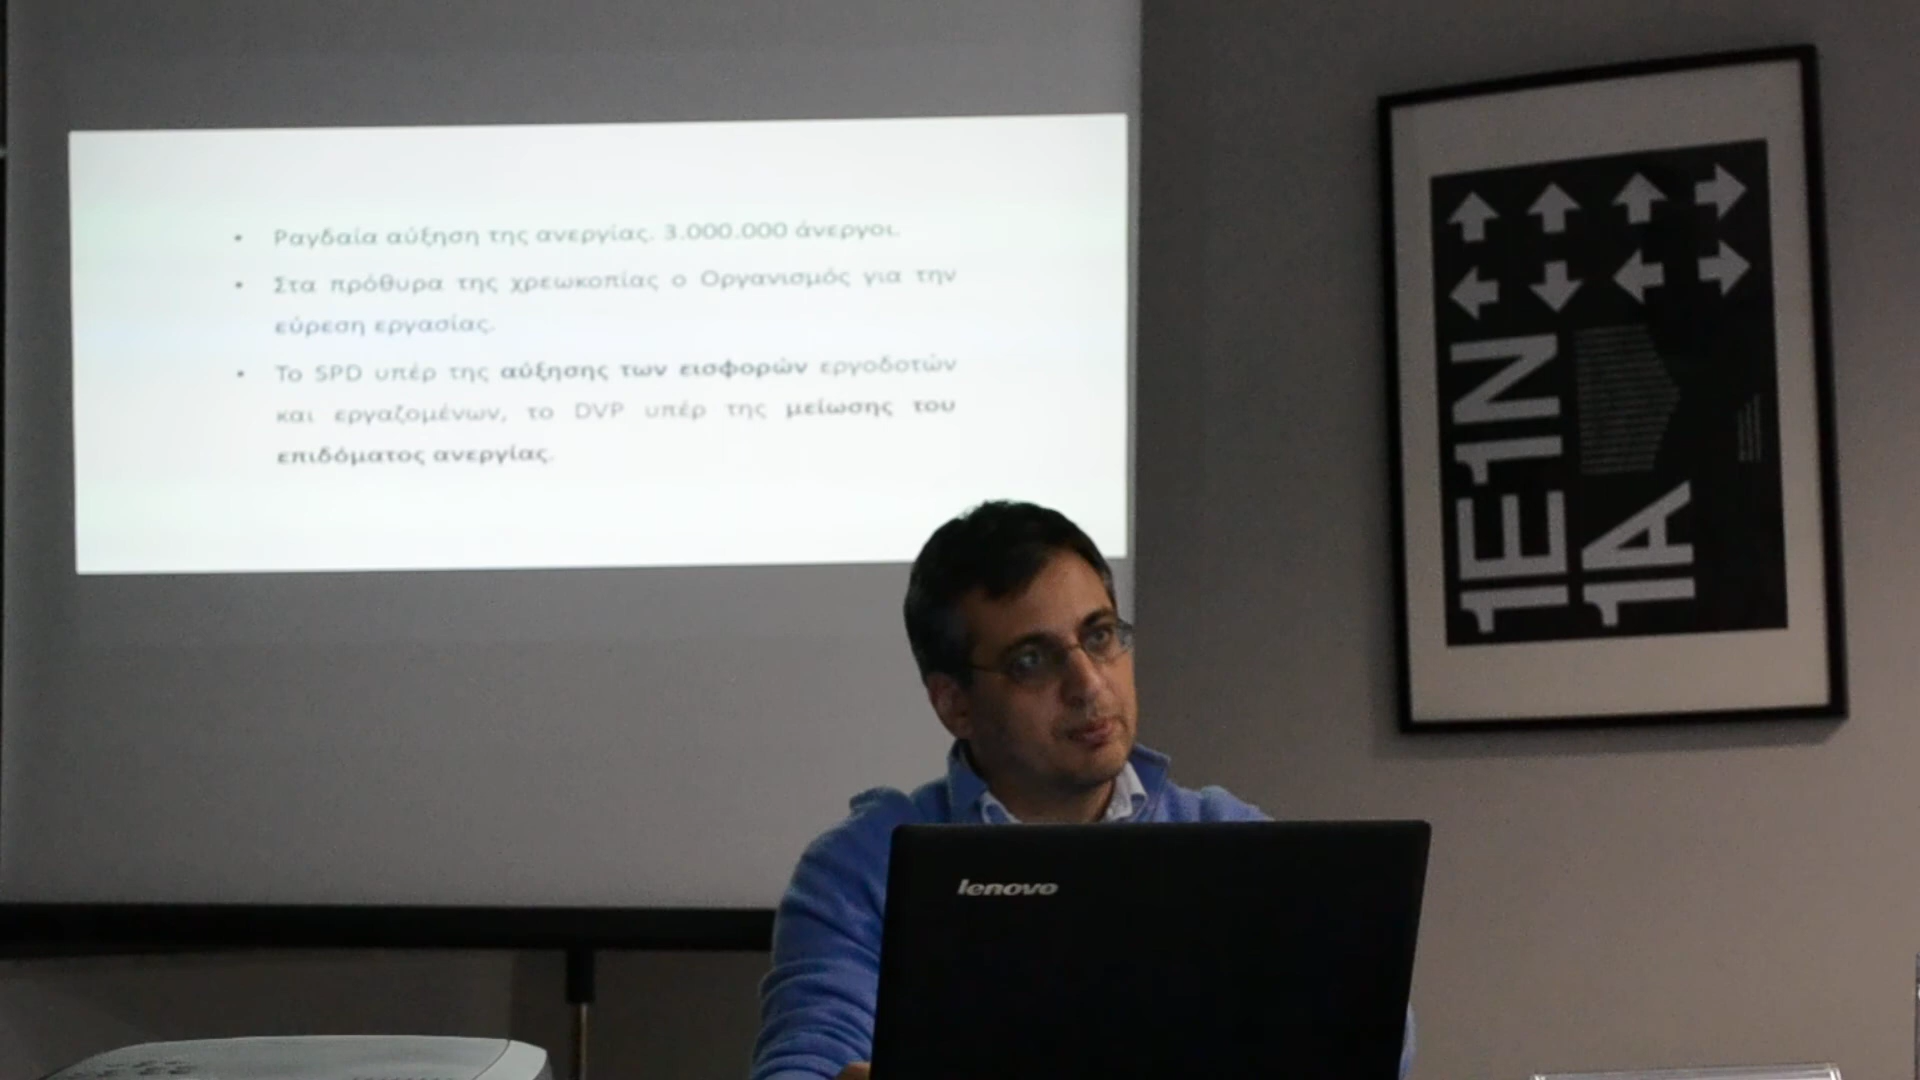 • Ραγδαία αύξηση της ανεργίας. 3.000.000 άνεργοι.
• Στα πρόθυρα της χρεωκοπίας ο Οργανισμός για την
εύρεση εργασίας.
• Το SPD υπέρ της αύξησης των εισφορών εργοδοτών
και εργαζομένων, το DVP υπέρ της μείωσης του
επιδόματος ανεργίας.
1E1N
1A
lenovo